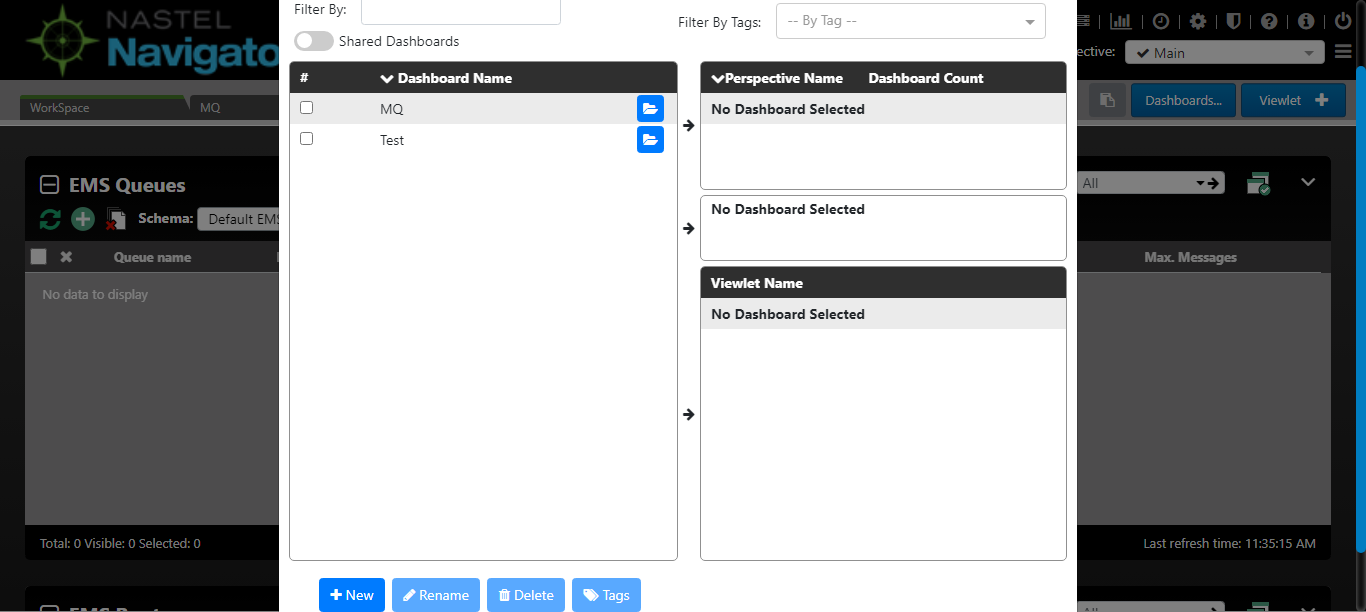 NASTEL
Navigato
Filter By:
Filter By Tags:
-- By Tag --
Shared Dashboards
ective:
Main
WorkSpace
MQ
Dashboards...
Viewlet
#
Dashboard Name
MQ
Test
Perspective Name
Dashboard Count
No Dashboard Selected
No Dashboard Selected
Viewlet Name
No Dashboard Selected
EMS Queues
All
Schema:
Default EMS
Queue name
Max. Messages
No data to display
Total: 0 Visible: 0 Selected: 0
Last refresh time: 11:35:15 AM
New
Rename
Delete
Tags
All